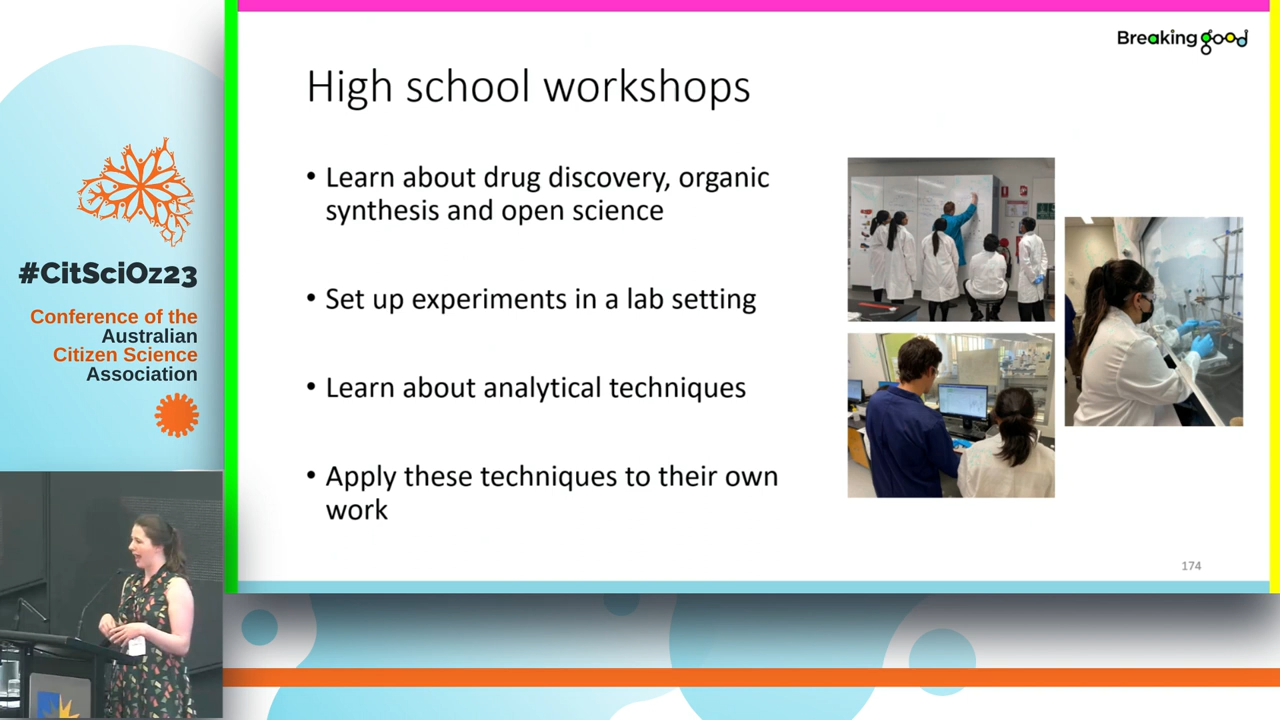 Breaking good
High school workshops
• Learn about drug discovery, organic
synthesis and open science
• Set up experiments in a lab setting
• Learn about analytical techniques
• Apply these techniques to their own
work
174
#CitSciOz23
Conference of the
Australian
Citizen Science
Association